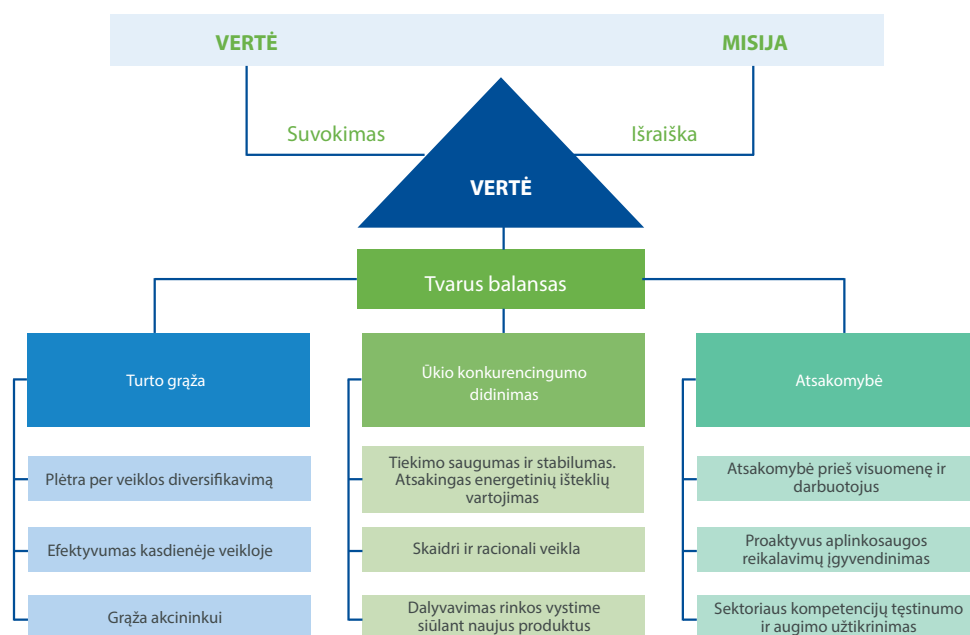 VERTĖ
MISIJA
Suvokimas
Išraiška
VERTĖ
Tvarus balansas
Turto grąža
Ūkio konkurencingumo
didinimas
Atsakomybė
Plėtra per veiklos diversifikavimą
Tiekimo saugumas ir stabilumas.
Atsakingas energetinių išteklių
vartojimas
Atsakomybė prieš visuomenę ir
darbuotojus
Efektyvumas kasdienėje veikloje
Skaidri ir racionali veikla
Proaktyvus aplinkosaugos
reikalavimų įgyvendinimas
Grąža akcininkui
Dalyvavimas rinkos vystime
siūlant naujus produktus
Sektoriaus kompetencijų tęstinumo
ir augimo užtikrinimas